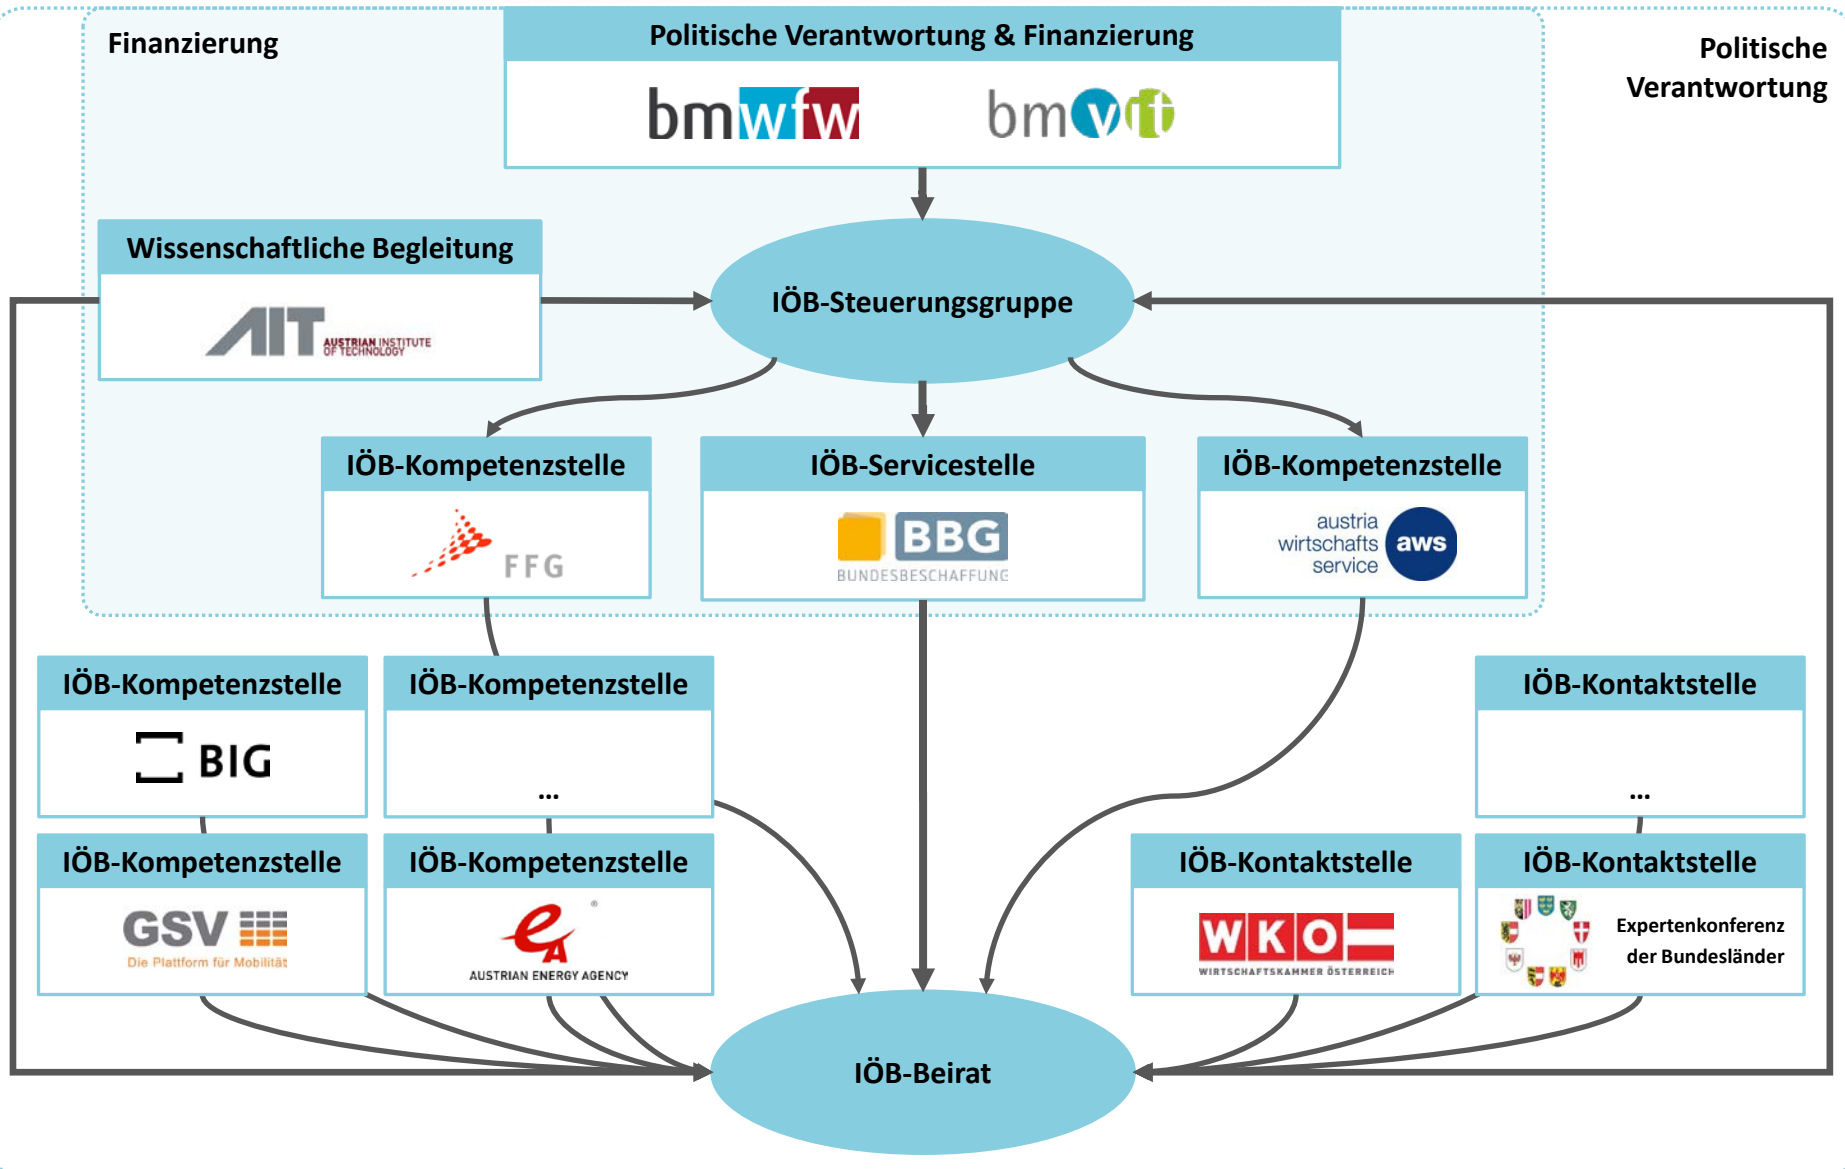 Finanzierung
Politische Verantwortung & Finanzierung
Politische
Verantwortung
bmwfw
bmvit
Wissenschaftliche Begleitung
AIT
AUSTRIAN INSTITUTE
OF TECHNOLOGY
IÖB-Steuerungsgruppe
IÖB-Kompetenzstelle
FFG
IÖB-Servicestelle
BBG
BUNDESBESCHAFFUNG
IÖB-Kompetenzstelle
austria
wirtschafts
service
aws
IÖB-Kompetenzstelle
BIG
IÖB-Kompetenzstelle
...
IÖB-Kontaktstelle
...
IÖB-Kompetenzstelle
GSV
Die Plattform für Mobilität
IÖB-Kompetenzstelle
eA
®
AUSTRIAN ENERGY AGENCY
IÖB-Kontaktstelle
WKO
WIRTSCHAFTSKAMMER ÖSTERREICH
IÖB-Kontaktstelle
Expertenkonferenz
der Bundesländer
IÖB-Beirat